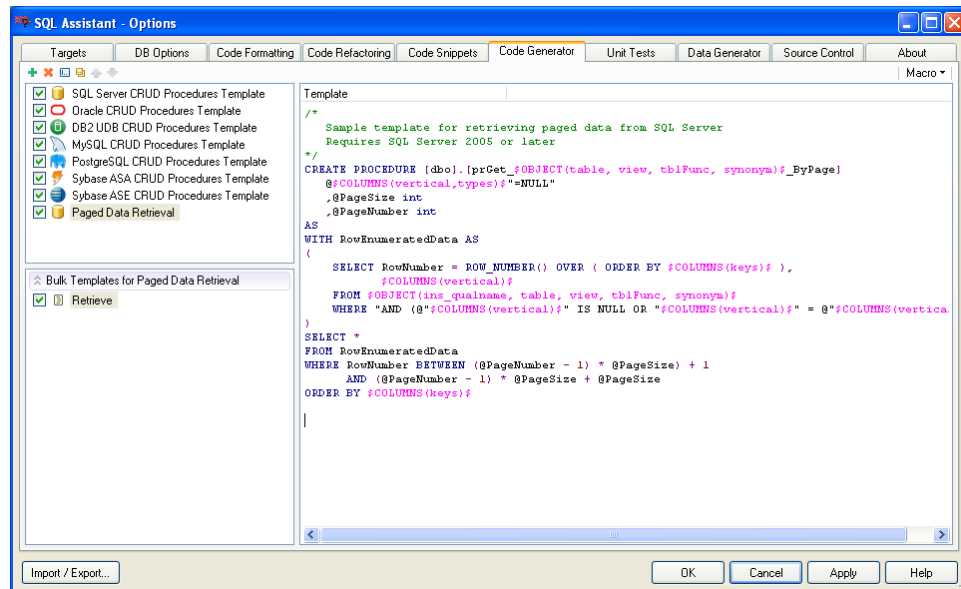 SQL Assistant - Options
Targets
DB Options
Code Formatting
Code Refactoring
Code Snippets
Code Generator
Unit Tests
Data Generator
Source Control
About
Macro
SQL Server CRUD Procedures Template
Oracle CRUD Procedures Template
DB2 UDB CRUD Procedures Template
MySQL CRUD Procedures Template
PostgreSQL CRUD Procedures Template
Sybase ASA CRUD Procedures Template
Sybase ASE CRUD Procedures Template
Paged Data Retrieval
Bulk Templates for Paged Data Retrieval
Retrieve
Template
/*
Sample template for retrieving paged data from SQL Server
Requires SQL Server 2005 or later
*/
CREATE PROCEDURE [dbo].[prGet_$OBJECT(table, view, tblFunc, synonym)$_ByPage]
@$COLUMNS(vertical,types)$"=NULL"
,@PageSize int
,@PageNumber int
AS
WITH RowEnumeratedData AS
(
SELECT RowNumber = ROW_NUMBER() OVER ( ORDER BY $COLUMNS(keys)$ ),
$COLUMNS(vertical)$
FROM $OBJECT(ins_qualname, table, view, tblFunc, synonym)$
WHERE "AND (@"$COLUMNS(vertical)$" IS NULL OR "$COLUMNS(vertical)$" = @"$COLUMNS(vertica
)
SELECT *
FROM RowEnumeratedData
WHERE RowNumber BETWEEN (@PageNumber - 1) * @PageSize) + 1
AND (@PageNumber - 1) * @PageSize + @PageSize
ORDER BY $COLUMNS(keys)$
Import / Export...
OK
Cancel
Apply
Help